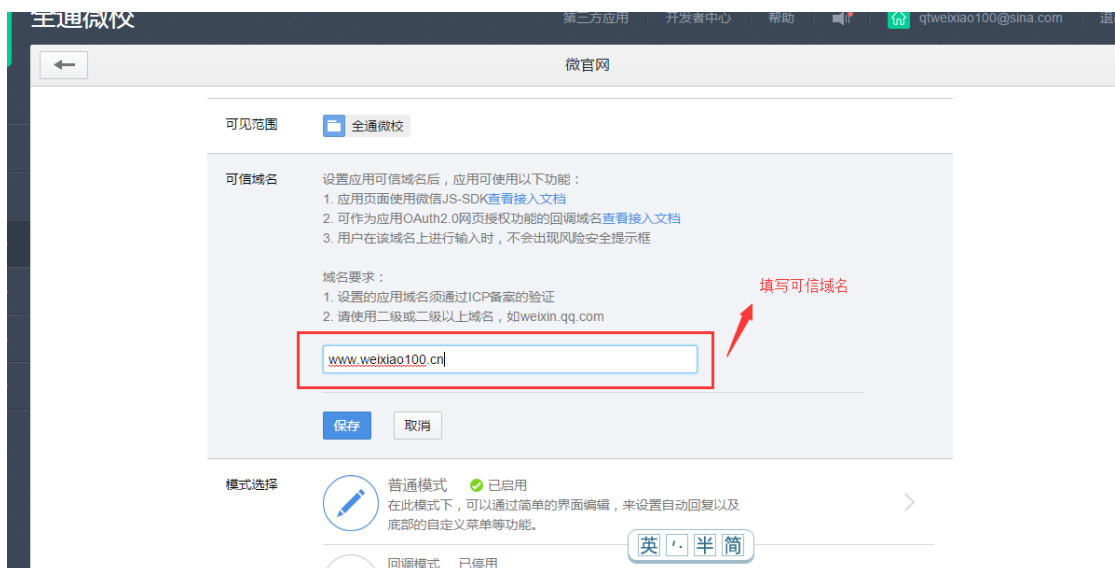 全通微校
第三方应用 开发者中心 帮助 qtweixiao100@sina.com
微官网
可见范围 全通微校
可信域名 设置应用可信域名后，应用可使用以下功能：
1. 应用页面使用微信JS-SDK查看接入文档
2. 可作为应用OAuth2.0网页授权功能的回调域名查看接入文档
3. 用户在该域名上进行输入时，不会出现风险安全提示框
域名要求：
填写可信域名
1. 设置的应用域名须通过ICP备案的验证
2. 请使用二级或二级以上域名，如weixin.qq.com
www.weixiao100.cn
保存 取消
模式选择 普通模式 已启用
在此模式下，可以通过简单的界面编辑，来设置自动回复以及
底部的自定义菜单等功能。
英 半 简
回调模式 已停用